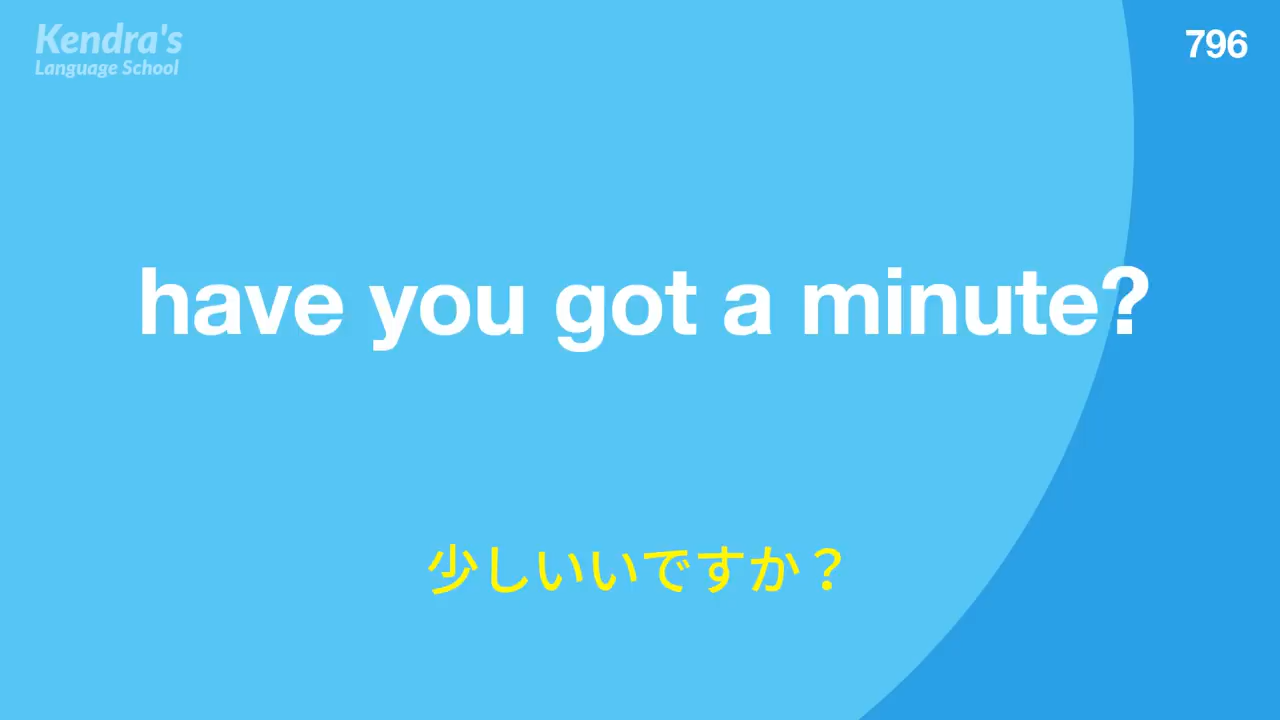 Kendra's
Language School
796
have you got a minute?
少しいいですか？